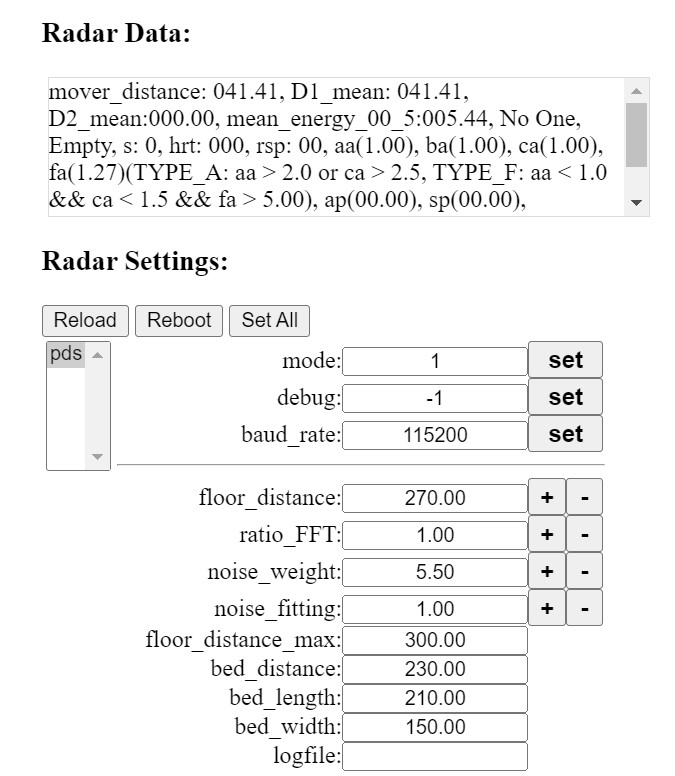 Radar Data:
mover_distance: 041.41, D1_mean: 041.41,
D2_mean:000.00, mean_energy_00_5:005.44, No One,
Empty, s: 0, hrt: 000, rsp: 00, aa(1.00), ba(1.00), ca(1.00),
fa(1.27)(TYPE_A: aa > 2.0 or ca > 2.5, TYPE_F: aa < 1.0
&& ca < 1.5 && fa > 5.00), ap(00.00), sp(00.00),
Radar Settings:
Reload Reboot Set All
pds
mode: 1 set
debug: -1 set
baud_rate: 115200 set
floor_distance: 270.00 + -
ratio_FFT: 1.00 + -
noise_weight: 5.50 + -
noise_fitting: 1.00 + -
floor_distance_max: 300.00
bed_distance: 230.00
bed_length: 210.00
bed_width: 150.00
logfile: